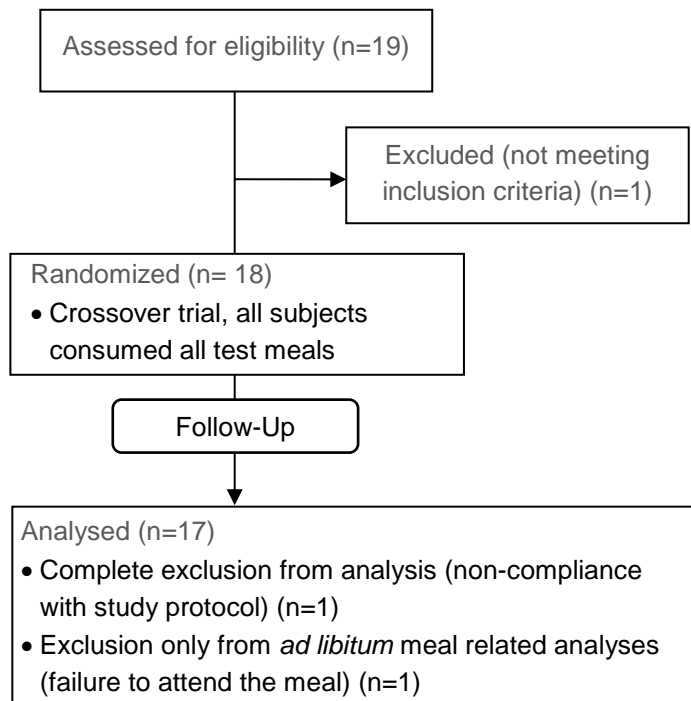 Assessed for eligibility (n=19)
Excluded (not meeting
inclusion criteria) (n=1)
Randomized (n= 18)
• Crossover trial, all subjects
consumed all test meals
Follow-Up
Analysed (n=17)
• Complete exclusion from analysis (non-compliance
with study protocol) (n=1)
• Exclusion only from ad libitum meal related analyses
(failure to attend the meal) (n=1)